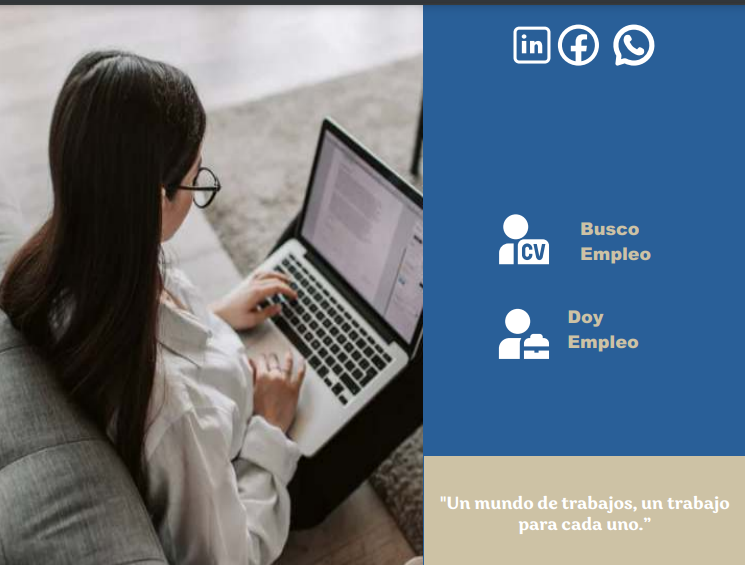 in
CV
Busco
Empleo
Doy
Empleo
"Un mundo de trabajos, un trabajo
para cada uno.”